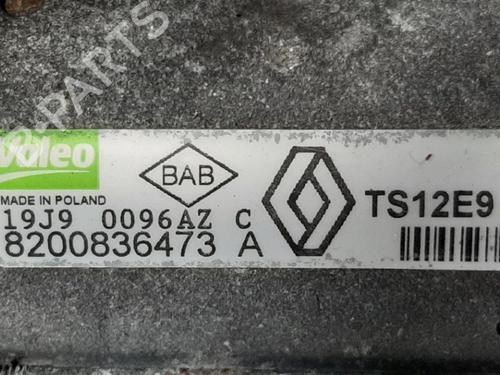 PARTS
Valeo
MADE IN POLAND
BAB
TS12E9
19J9 0096AZ C
8200836473 A